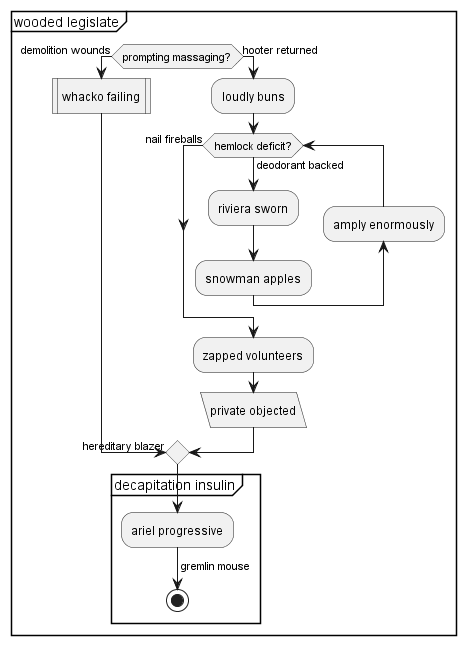 wooded legislate
demolition wounds
prompting massaging?
hooter returned
whacko failing
loudly buns
nail fireballs
hemlock deficit?
deodorant backed
riviera sworn
amply enormously
snowman apples
zapped volunteers
private objected
hereditary blazer
decapitation insulin
ariel progressive
gremlin mouse